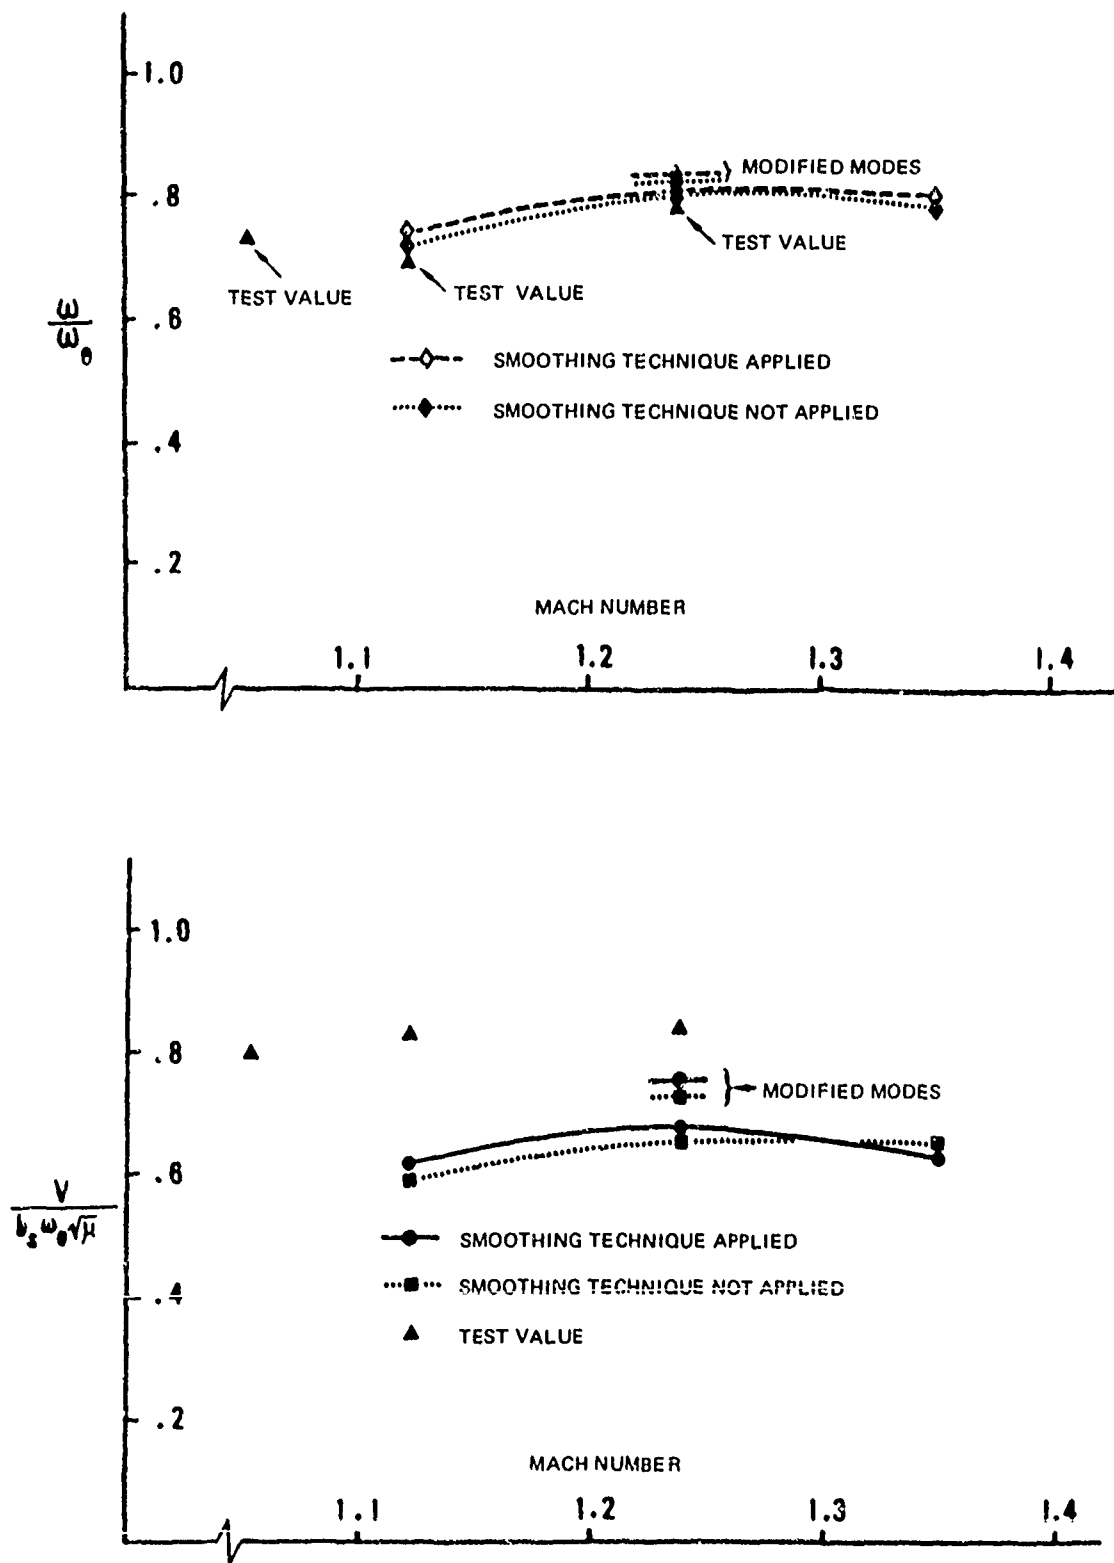 1.0
MODIFIED MODES
.8
TEST VALUE
TEST VALUE
TEST VALUE
ω
ω_θ
.6
SMOOTHING TECHNIQUE APPLIED
SMOOTHING TECHNIQUE NOT APPLIED
.4
.2
MACH NUMBER
1.1 1.2 1.3 1.4
1.0
.8
MODIFIED MODES
.6
V
b_s ω_θ √μ
SMOOTHING TECHNIQUE APPLIED
SMOOTHING TECHNIQUE NOT APPLIED
.4
TEST VALUE
.2
MACH NUMBER
1.1 1.2 1.3 1.4